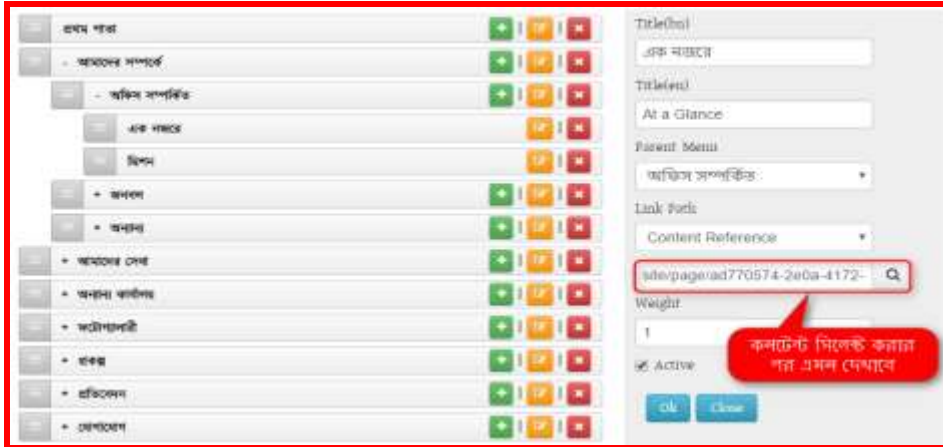 প্রথম পাতা
- আমাদের সম্পর্কে
- অফিস সম্পর্কিত
এক নজরে
মিশন
+ জনবল
+ অন্যান্য
+ আমাদের সেবা
+ অন্যান্য কার্যালয়
+ ফটোগ্যালারী
+ প্রকল্প
+ প্রতিবেদন
+ যোগাযোগ
Title(bn)
এক নজরে
Title(en)
At a Glance
Parent Menu
অফিস সম্পর্কিত
Link Path
Content Reference
site/page/ad770574-2e0a-4172-
Weight
1
কনটেন্ট সিলেক্ট করার
পর এমন দেখাবে
Active
Ok Close